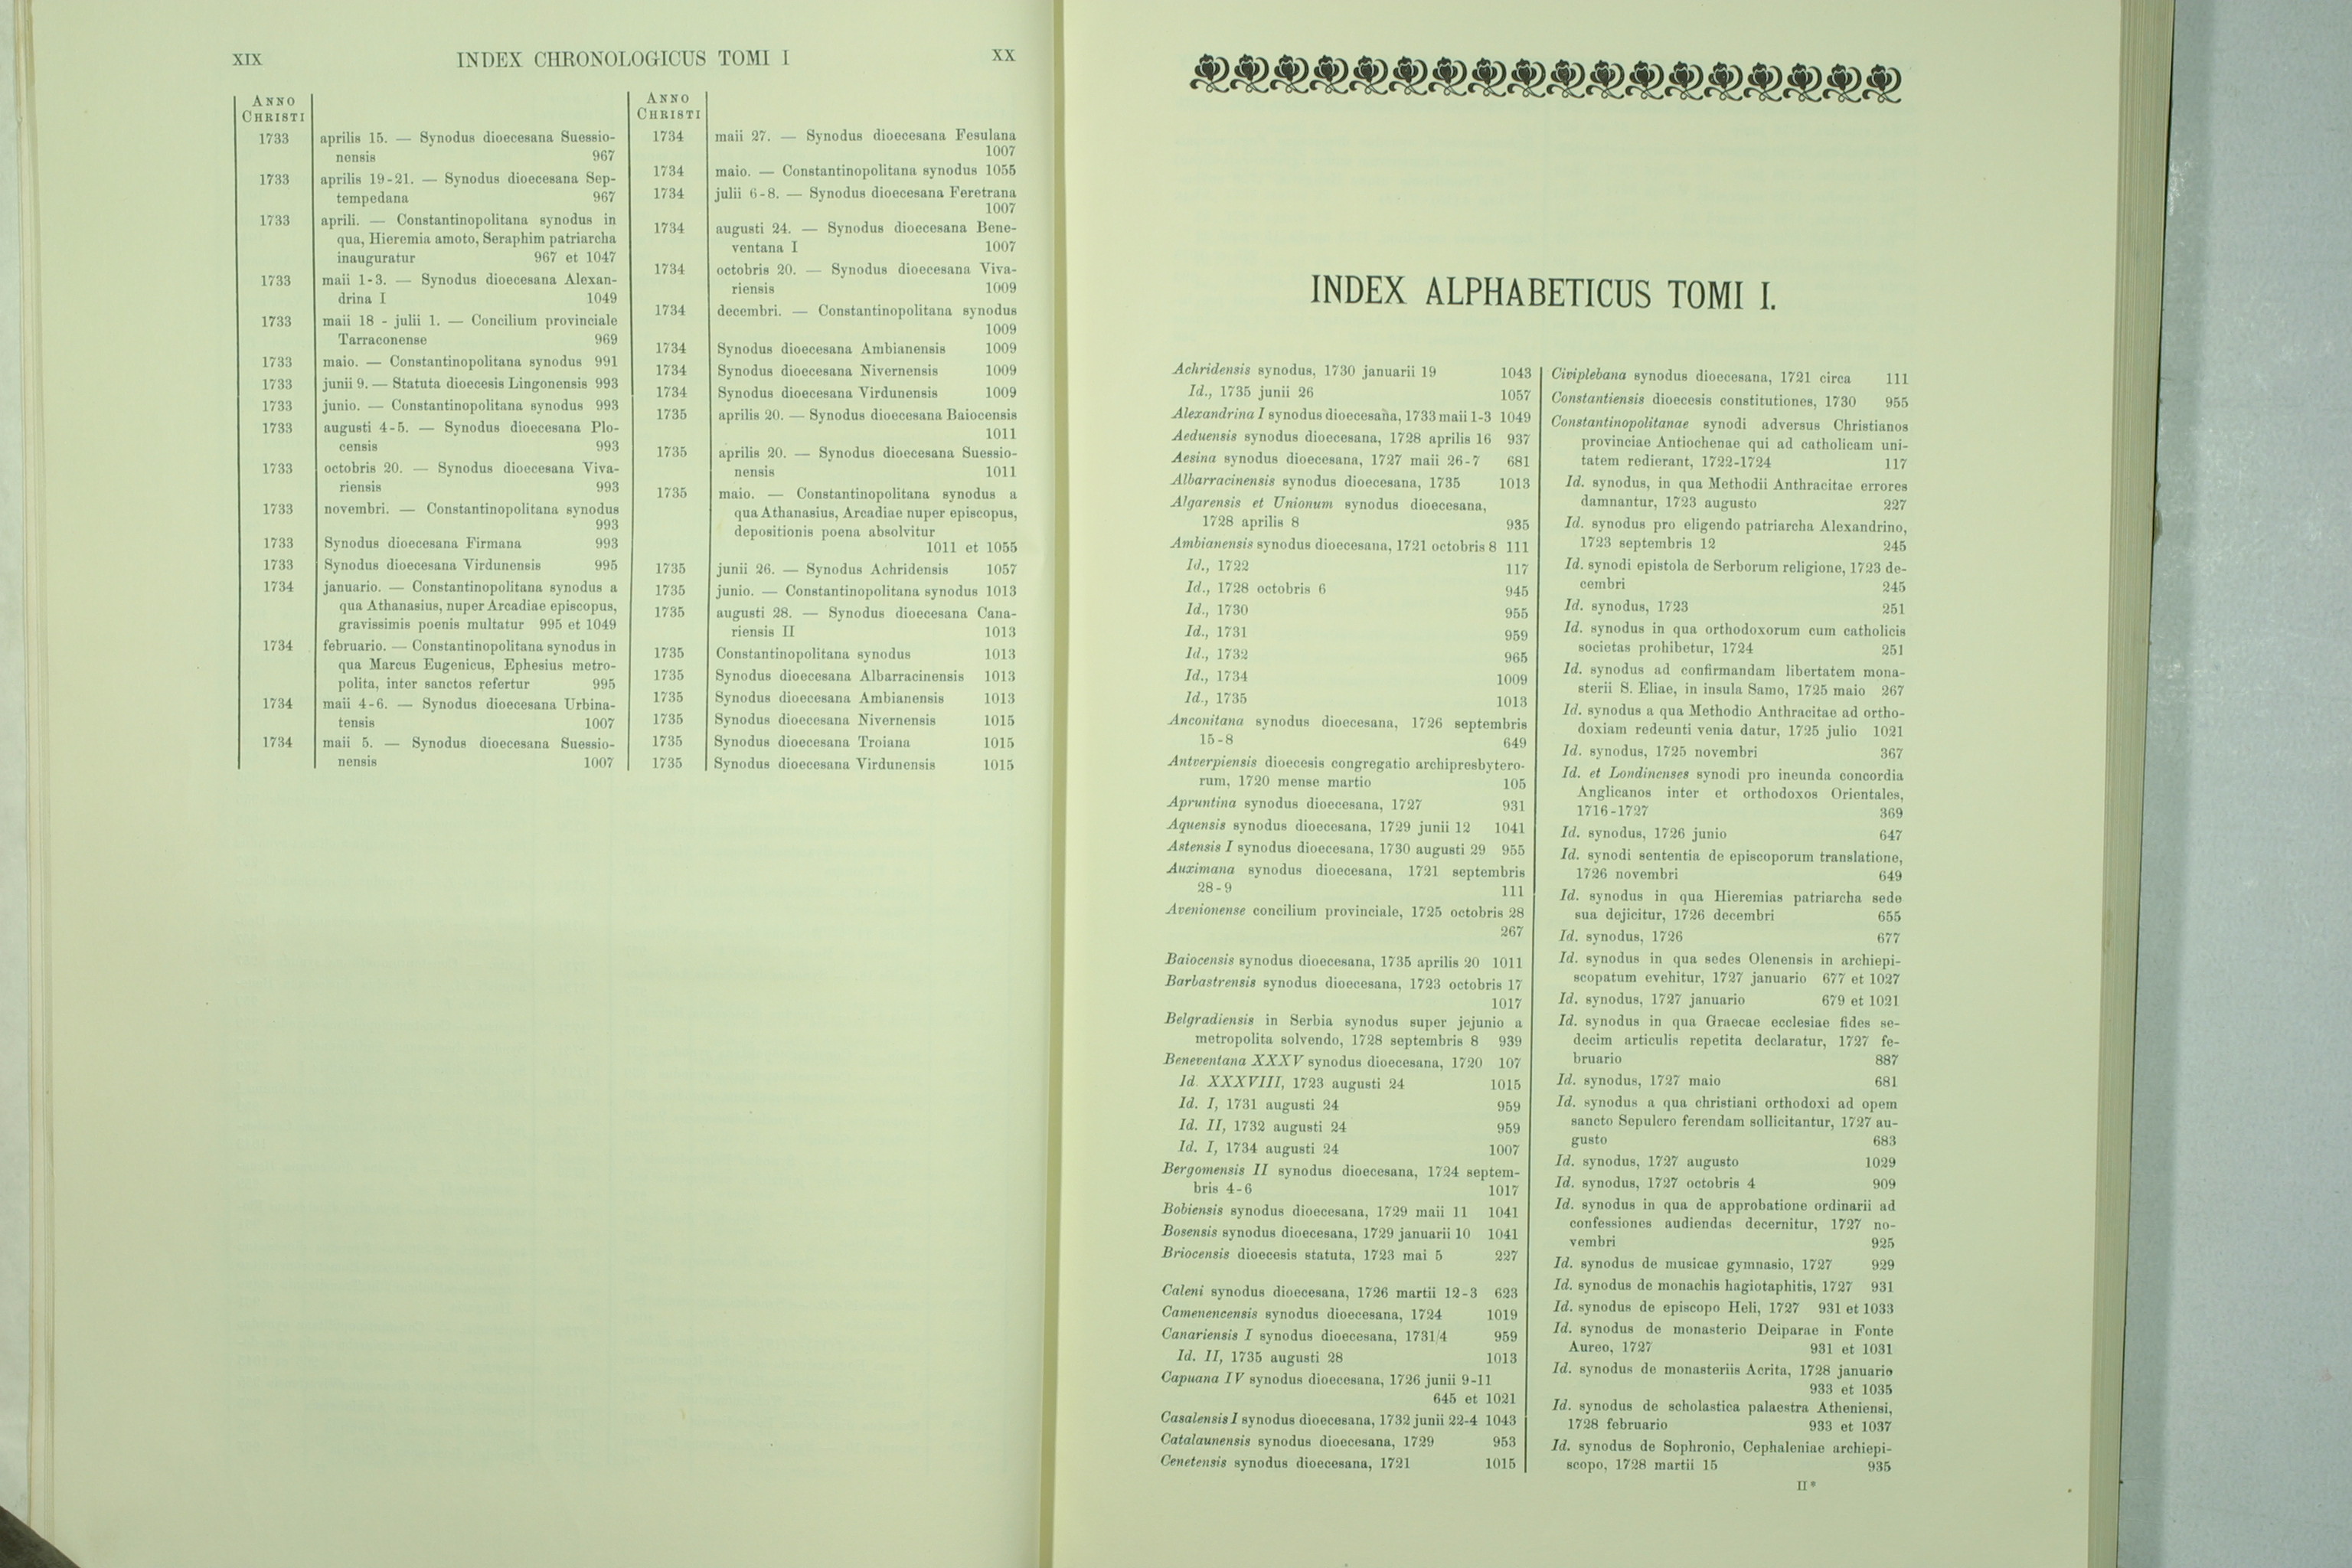 XIX
INDEX CHRONOLOGICUS TOMI I
XX
ANNO
CHRISTI
1733 aprilis 15. — Synodus dioecesana Suessio-
nensis 967
1733 aprilis 19-21. — Synodus dioecesana Sep-
tempedana 967
1733 aprili. — Constantinopolitana synodus in
qua, Hieremia amoto, Seraphim patriarcha
inauguratur 967 et 1047
1733 maii 1-3. — Synodus dioecesana Alexan-
drina I 1049
1733 maii 18 - julii 1. — Concilium provinciale
Tarraconense 969
1733 maio. — Constantinopolitana synodus 991
1733 junii 9. — Statuta dioecesis Lingonensis 993
1733 junio. — Constantinopolitana synodus 993
1733 augusti 4-5. — Synodus dioecesana Plo-
censis 993
1733 octobris 20. — Synodus dioecesana Viva-
riensis 993
1733 novembri. — Constantinopolitana synodus
993
1733 Synodus dioecesana Firmana 993
1733 Synodus dioecesana Virdunensis 995
1734 januario. — Constantinopolitana synodus a
qua Athanasius, nuper Arcadiae episcopus,
gravissimis poenis multatur 995 et 1049
1734 februario. — Constantinopolitana synodus in
qua Marcus Eugenicus, Ephesius metro-
polita, inter sanctos refertur 995
1734 maii 4-6. — Synodus dioecesana Urbina-
tensis 1007
1734 maii 5. — Synodus dioecesana Suessio-
nensis 1007
ANNO
CHRISTI
1734 maii 27. — Synodus dioecesana Fesulana
1007
1734 maio. — Constantinopolitana synodus 1055
1734 julii 6-8. — Synodus dioecesana Feretrana
1007
1734 augusti 24. — Synodus dioecesana Bene-
ventana I 1007
1734 octobris 20. — Synodus dioecesana Viva-
riensis 1009
1734 decembri. — Constantinopolitana synodus
1009
1734 Synodus dioecesana Ambianensis 1009
1734 Synodus dioecesana Nivernensis 1009
1734 Synodus dioecesana Virdunensis 1009
1735 aprilis 20. — Synodus dioecesana Baiocensis
1011
1735 aprilis 20. — Synodus dioecesana Suessio-
nensis 1011
1735 maio. — Constantinopolitana synodus a
qua Athanasius, Arcadiae nuper episcopus,
depositionis poena absolvitur
1011 et 1055
1735 junii 26. — Synodus Achridensis 1057
1735 junio. — Constantinopolitana synodus 1013
1735 augusti 28. — Synodus dioecesana Cana-
riensis II 1013
1735 Constantinopolitana synodus 1013
1735 Synodus dioecesana Albarracinensis 1013
1735 Synodus dioecesana Ambianensis 1013
1735 Synodus dioecesana Nivernensis 1015
1735 Synodus dioecesana Troiana 1015
1735 Synodus dioecesana Virdunensis 1015
INDEX ALPHABETICUS TOMI I.
Achridensis synodus, 1730 januarii 19 1043
Id., 1735 junii 26 1057
Alexandrina I synodus dioecesana, 1733 maii 1-3 1049
Aeduensis synodus dioecesana, 1728 aprilis 16 937
Aesina synodus dioecesana, 1727 maii 26-7 681
Albarracinensis synodus dioecesana, 1735 1013
Algarensis et Unionum synodus dioecesana,
1728 aprilis 8 935
Ambianensis synodus dioecesana, 1721 octobris 8 111
Id., 1722 117
Id., 1728 octobris 6 945
Id., 1730 955
Id., 1731 959
Id., 1732 965
Id., 1734 1009
Id., 1735 1013
Anconitana synodus dioecesana, 1726 septembris
15-8 649
Antverpiensis dioecesis congregatio archipresbytero-
rum, 1720 mense martio 105
Apruntina synodus dioecesana, 1727 931
Aquensis synodus dioecesana, 1729 junii 12 1041
Astensis I synodus dioecesana, 1730 augusti 29 955
Auximana synodus dioecesana, 1721 septembris
28-9 111
Avenionense concilium provinciale, 1725 octobris 28
267
Baiocensis synodus dioecesana, 1735 aprilis 20 1011
Barbastrensis synodus dioecesana, 1723 octobris 17
1017
Belgradiensis in Serbia synodus super jejunio a
metropolita solvendo, 1728 septembris 8 939
Beneventana XXXV synodus dioecesana, 1720 107
Id. XXXVIII, 1723 augusti 24 1015
Id. I, 1731 augusti 24 959
Id. II, 1732 augusti 24 959
Id. I, 1734 augusti 24 1007
Bergomensis II synodus dioecesana, 1724 septem-
bris 4-6 1017
Bobiensis synodus dioecesana, 1729 maii 11 1041
Bosensis synodus dioecesana, 1729 januarii 10 1041
Briocensis dioecesis statuta, 1723 mai 5 227
Caleni synodus dioecesana, 1726 martii 12-3 623
Camenencensis synodus dioecesana, 1724 1019
Canariensis I synodus dioecesana, 1731/4 959
Id. II, 1735 augusti 28 1013
Capuana IV synodus dioecesana, 1726 junii 9-11
645 et 1021
Casalensis I synodus dioecesana, 1732 junii 22-4 1043
Catalaunensis synodus dioecesana, 1729 953
Cenetensis synodus dioecesana, 1721 1015
Civiplebana synodus dioecesana, 1721 circa 111
Constantiensis dioecesis constitutiones, 1730 955
Constantinopolitanae synodi adversus Christianos
provinciae Antiochenae qui ad catholicam uni-
tatem redierant, 1722-1724 117
Id. synodus, in qua Methodii Anthracitae errores
damnantur, 1723 augusto 227
Id. synodus pro eligendo patriarcha Alexandrino,
1723 septembris 12 245
Id. synodi epistola de Serborum religione, 1723 de-
cembri 245
Id. synodus, 1723 251
Id. synodus in qua orthodoxorum cum catholicis
societas prohibetur, 1724 251
Id. synodus ad confirmandam libertatem mona-
sterii S. Eliae, in insula Samo, 1725 maio 267
Id. synodus a qua Methodio Anthracitae ad ortho-
doxiam redeunti venia datur, 1725 julio 1021
Id. synodus, 1725 novembri 367
Id. et Londinenses synodi pro ineunda concordia
Anglicanos inter et orthodoxos Orientales,
1716-1727 369
Id. synodus, 1726 junio 647
Id. synodi sententia de episcoporum translatione,
1726 novembri 649
Id. synodus in qua Hieremias patriarcha sede
sua dejicitur, 1726 decembri 655
Id. synodus, 1726 677
Id. synodus in qua sedes Olenensis in archiepi-
scopatum evehitur, 1727 januario 677 et 1027
Id. synodus, 1727 januario 679 et 1021
Id. synodus in qua Graecae ecclesiae fides se-
decim articulis repetita declaratur, 1727 fe-
bruario 887
Id. synodus, 1727 maio 681
Id. synodus a qua christiani orthodoxi ad opem
sancto Sepulcro ferendam sollicitantur, 1727 au-
gusto 683
Id. synodus, 1727 augusto 1029
Id. synodus, 1727 octobris 4 909
Id. synodus in qua de approbatione ordinarii ad
confessiones audiendas decernitur, 1727 no-
vembri 925
Id. synodus de musicae gymnasio, 1727 929
Id. synodus de monachis hagiotaphitis, 1727 931
Id. synodus de episcopo Heli, 1727 931 et 1033
Id. synodus de monasterio Deiparae in Fonte
Aureo, 1727 931 et 1031
Id. synodus de monasteriis Acrita, 1728 januario
933 et 1035
Id. synodus de scholastica palaestra Atheniensi,
1728 februario 933 et 1037
Id. synodus de Sophronio, Cephaleniae archiepi-
scopo, 1728 martii 15 935
II*